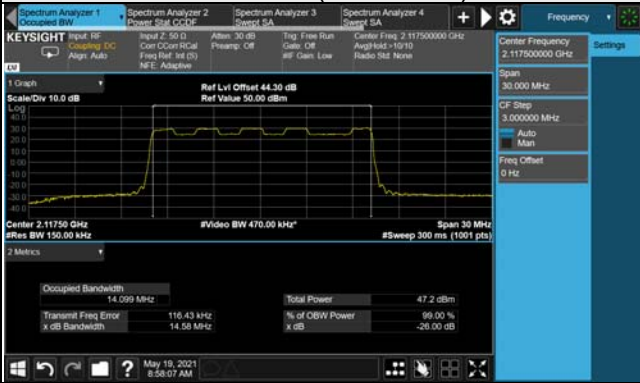 Spectrum Analyzer 1
Occupied BW
Spectrum Analyzer 2
Power Stat CCDF
Spectrum Analyzer 3
Swept SA
Spectrum Analyzer 4
Swept SA
Frequency
KEYSIGHT
Input: RF
Coupling: DC
Align: Auto
Input Z: 50 Ω
Corr CCorr RCal
Freq Ref: Int (S)
NFE: Adaptive
Atten: 30 dB
Preamp: Off
Trig: Free Run
Gate: Off
#IF Gain: Low
Center Freq: 2.117500000 GHz
Avg|Hold:>10/10
Radio Std: None
LXI
Center Frequency
2.117500000 GHz
Settings
Span
30.000 MHz
CF Step
3.000000 MHz
Auto
Man
Freq Offset
0 Hz
1 Graph
Scale/Div 10.0 dB
Ref Lvl Offset 44.30 dB
Ref Value 50.00 dBm
Log
40.0
30.0
20.0
10.0
0.00
-10.0
-20.0
-30.0
-40.0
Center 2.11750 GHz
#Res BW 150.00 kHz
#Video BW 470.00 kHz*
Span 30 MHz
#Sweep 300 ms (1001 pts)
2 Metrics
Occupied Bandwidth
14.099 MHz
Total Power
47.2 dBm
Transmit Freq Error
116.43 kHz
% of OBW Power
99.00 %
x dB Bandwidth
14.58 MHz
x dB
-26.00 dB
May 19, 2021
8:58:07 AM